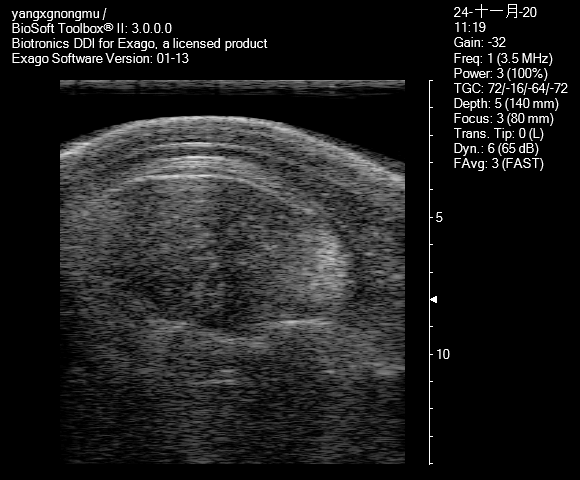 yangxgnongmu /
BioSoft Toolbox® II: 3.0.0.0
Biotronics DDI for Exago, a licensed product
Exago Software Version: 01-13
24-十一月-20
11:19
Gain: -32
Freq: 1 (3.5 MHz)
Power: 3 (100%)
TGC: 72/-16/-64/-72
Depth: 5 (140 mm)
Focus: 3 (80 mm)
Trans. Tip: 0 (L)
Dyn.: 6 (65 dB)
FAvg: 3 (FAST)
5
10